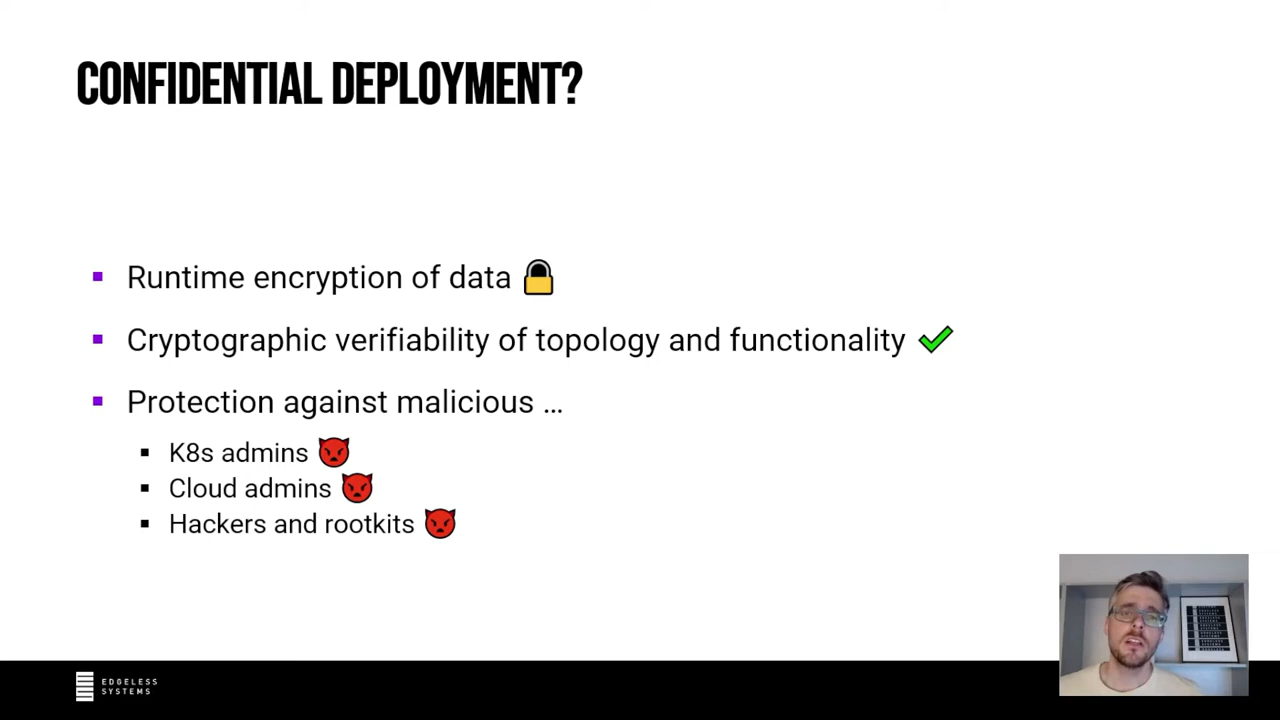 CONFIDENTIAL DEPLOYMENT?
Runtime encryption of data
Cryptographic verifiability of topology and functionality
Protection against malicious …
K8s admins
Cloud admins
Hackers and rootkits
EDGELESS
SYSTEMS